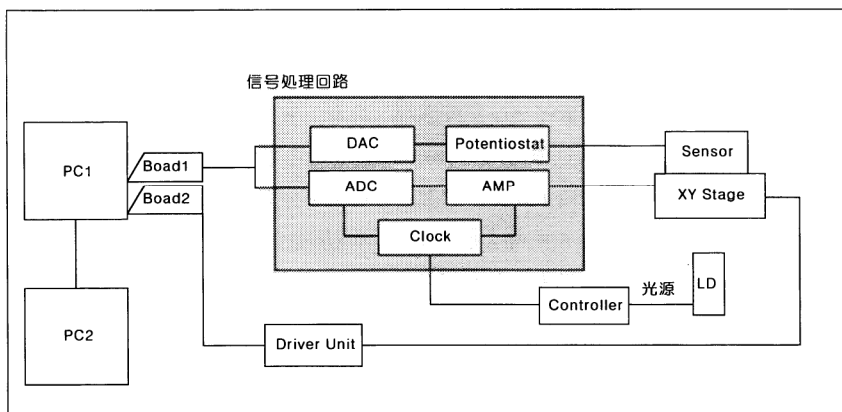 信号処理回路
DAC
Potentiostat
Sensor
PC1
Boad1
ADC
AMP
XY Stage
Boad2
Clock
光源
LD
Controller
PC2
Driver Unit